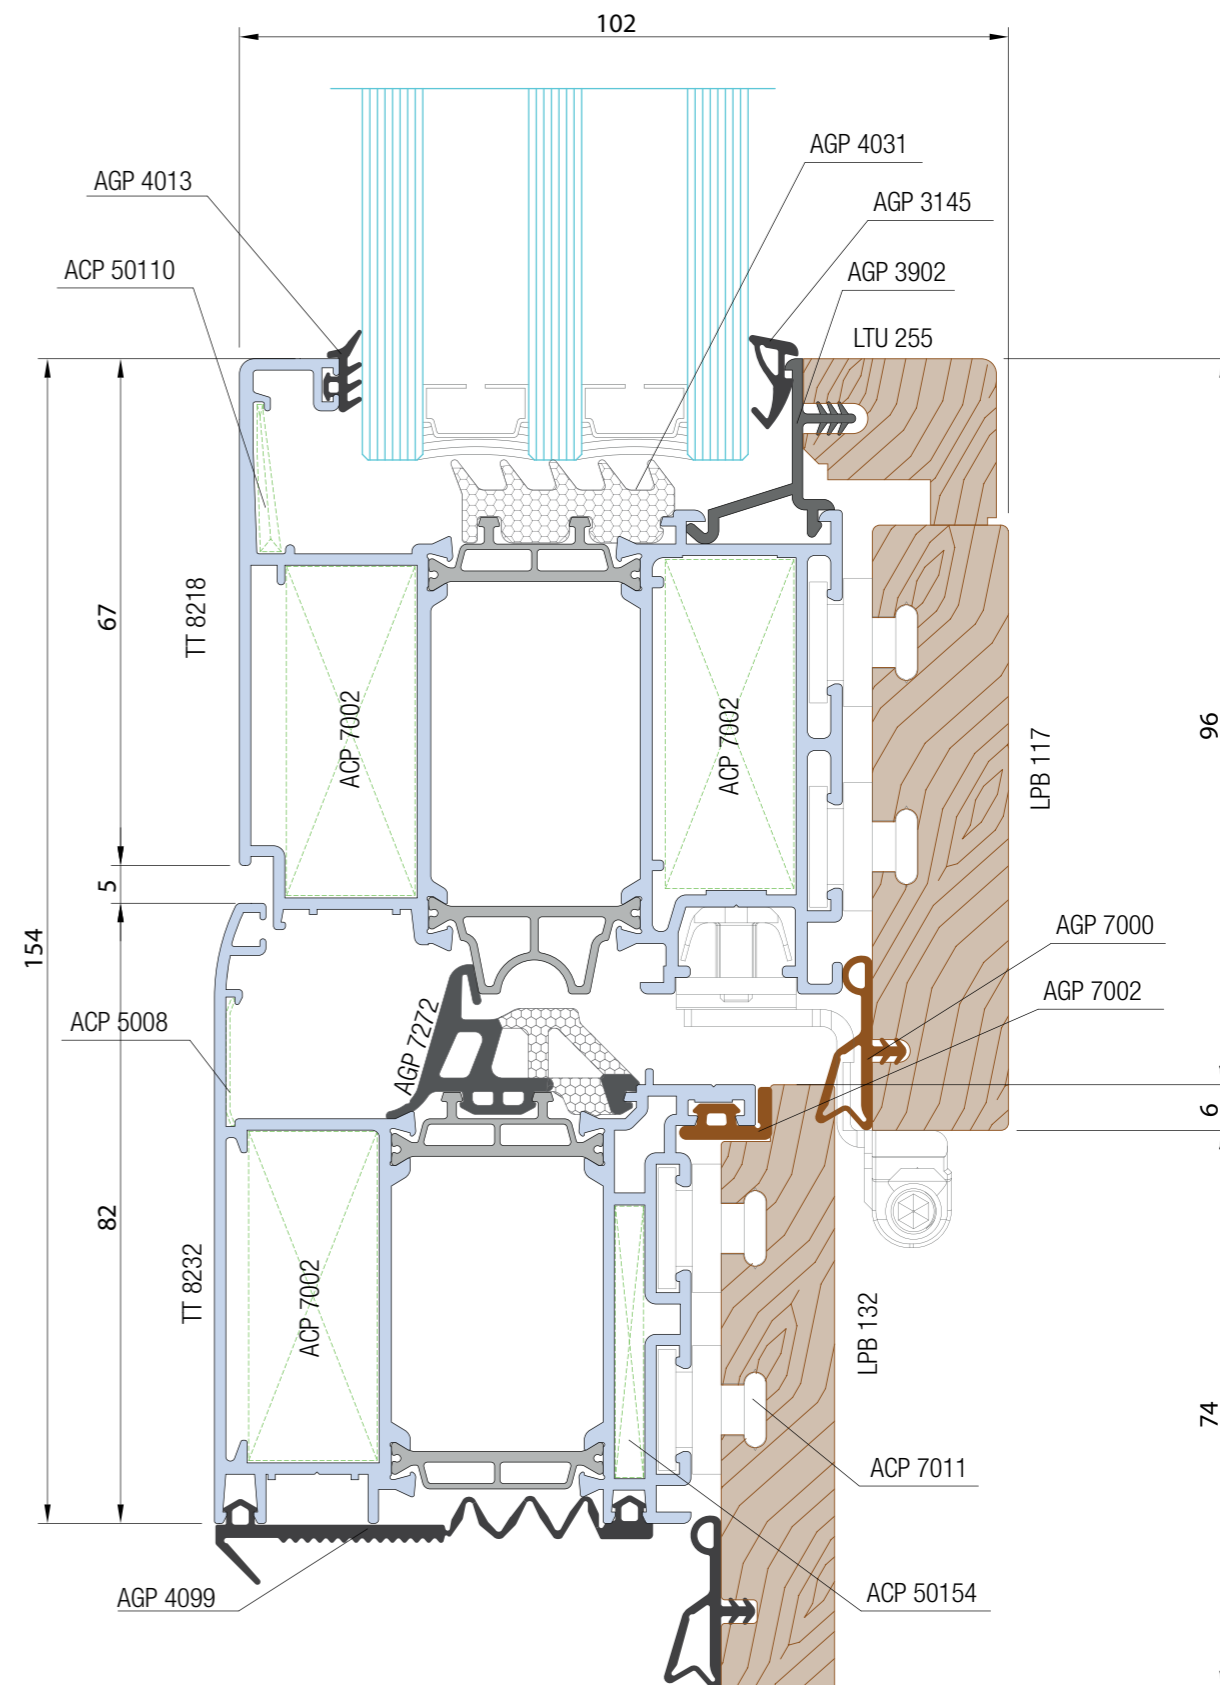 102
AGP 4031
AGP 4013
AGP 3145
ACP 50110
AGP 3902
LTU 255
67
TT 8218
ACP 7002
ACP 7002
96
LPB 117
5
154
AGP 7000
AGP 7002
ACP 5008
AGP 7272
6
82
TT 8232
ACP 7002
LPB 132
74
ACP 7011
AGP 4099
ACP 50154